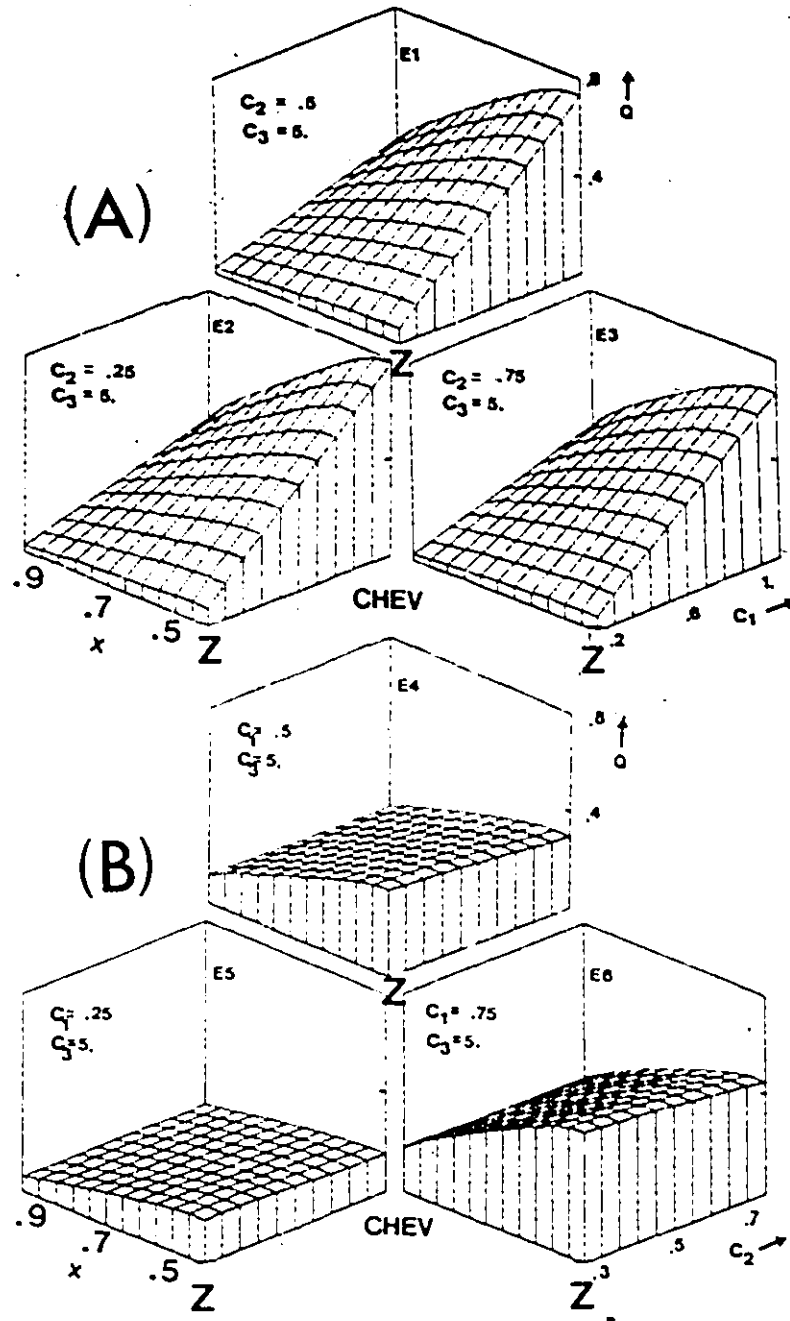 (A)
E1
C2 = .5
C3 = 5.
.8
Q
.4
Z
E2
C2 = .25
C3 = 5.
E3
C2 = .75
C3 = 5.
.9
.7
.5
x
Z
CHEV
Z
.2
.6
1.
C1
(B)
E4
C1 = .5
C3 = 5.
.8
Q
.4
Z
E5
C1 = .25
C3 = 5.
E6
C1 = .75
C3 = 5.
.9
.7
.5
x
Z
CHEV
Z
.3
.5
.7
C2